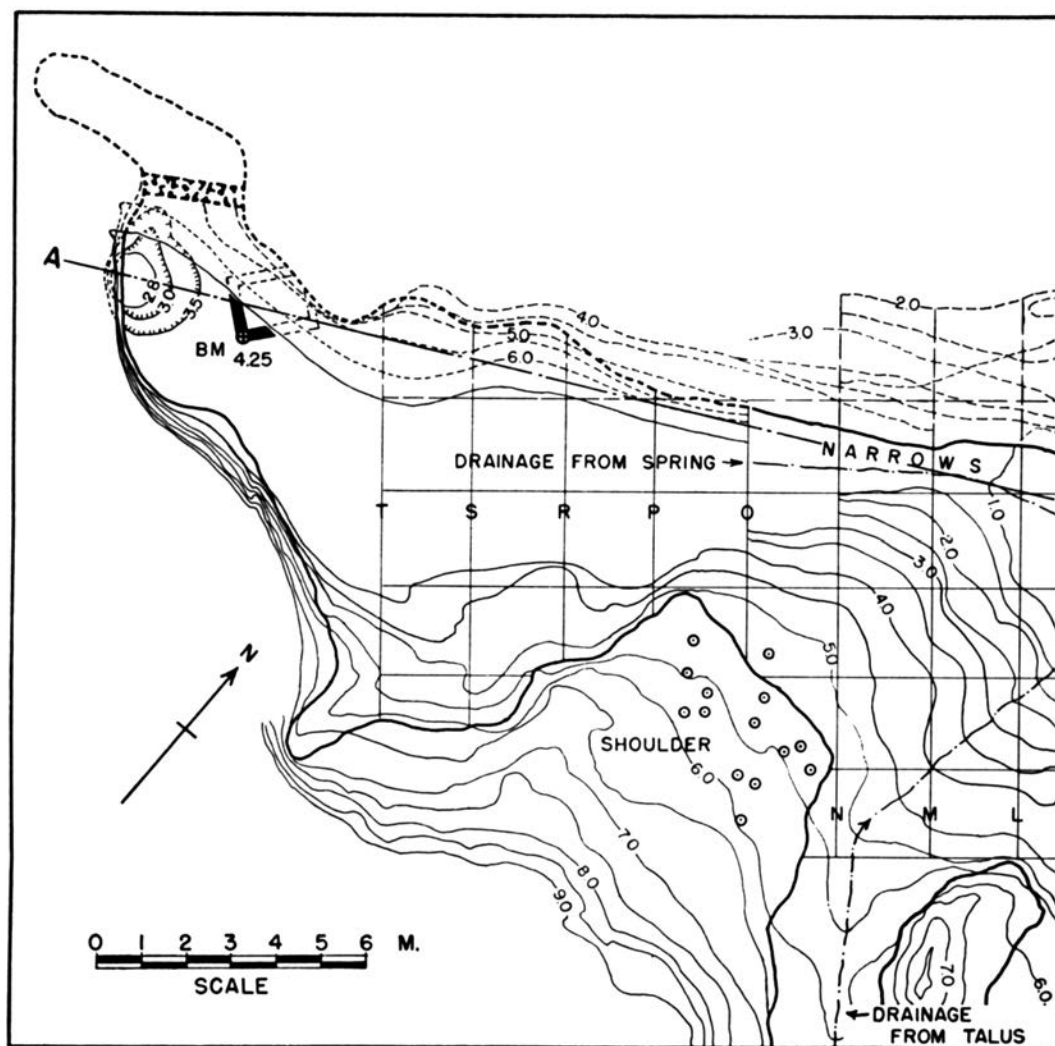 A
2.8
3.0
3.5
BM 4.25
4.0
5.0
6.0
2.0
3.0
NARROWS
DRAINAGE FROM SPRING
T S R P O
1.0
2.0
3.0
4.0
5.0
N
SHOULDER
6.0
N M L
7.0
8.0
9.0
7.0
6.0
0 1 2 3 4 5 6 M.
SCALE
DRAINAGE
FROM TALUS